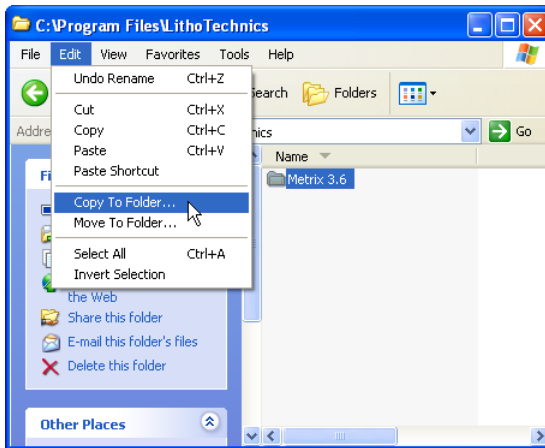 C:\Program Files\LithoTechnics
File Edit View Favorites Tools Help
Search Folders
Go
Undo Rename Ctrl+Z
Cut Ctrl+X
Copy Ctrl+C
Paste Ctrl+V
Paste Shortcut
Copy To Folder...
Move To Folder...
Select All Ctrl+A
Invert Selection
Name
Metrix 3.6
the Web
Share this folder
E-mail this folder's files
Delete this folder
Other Places